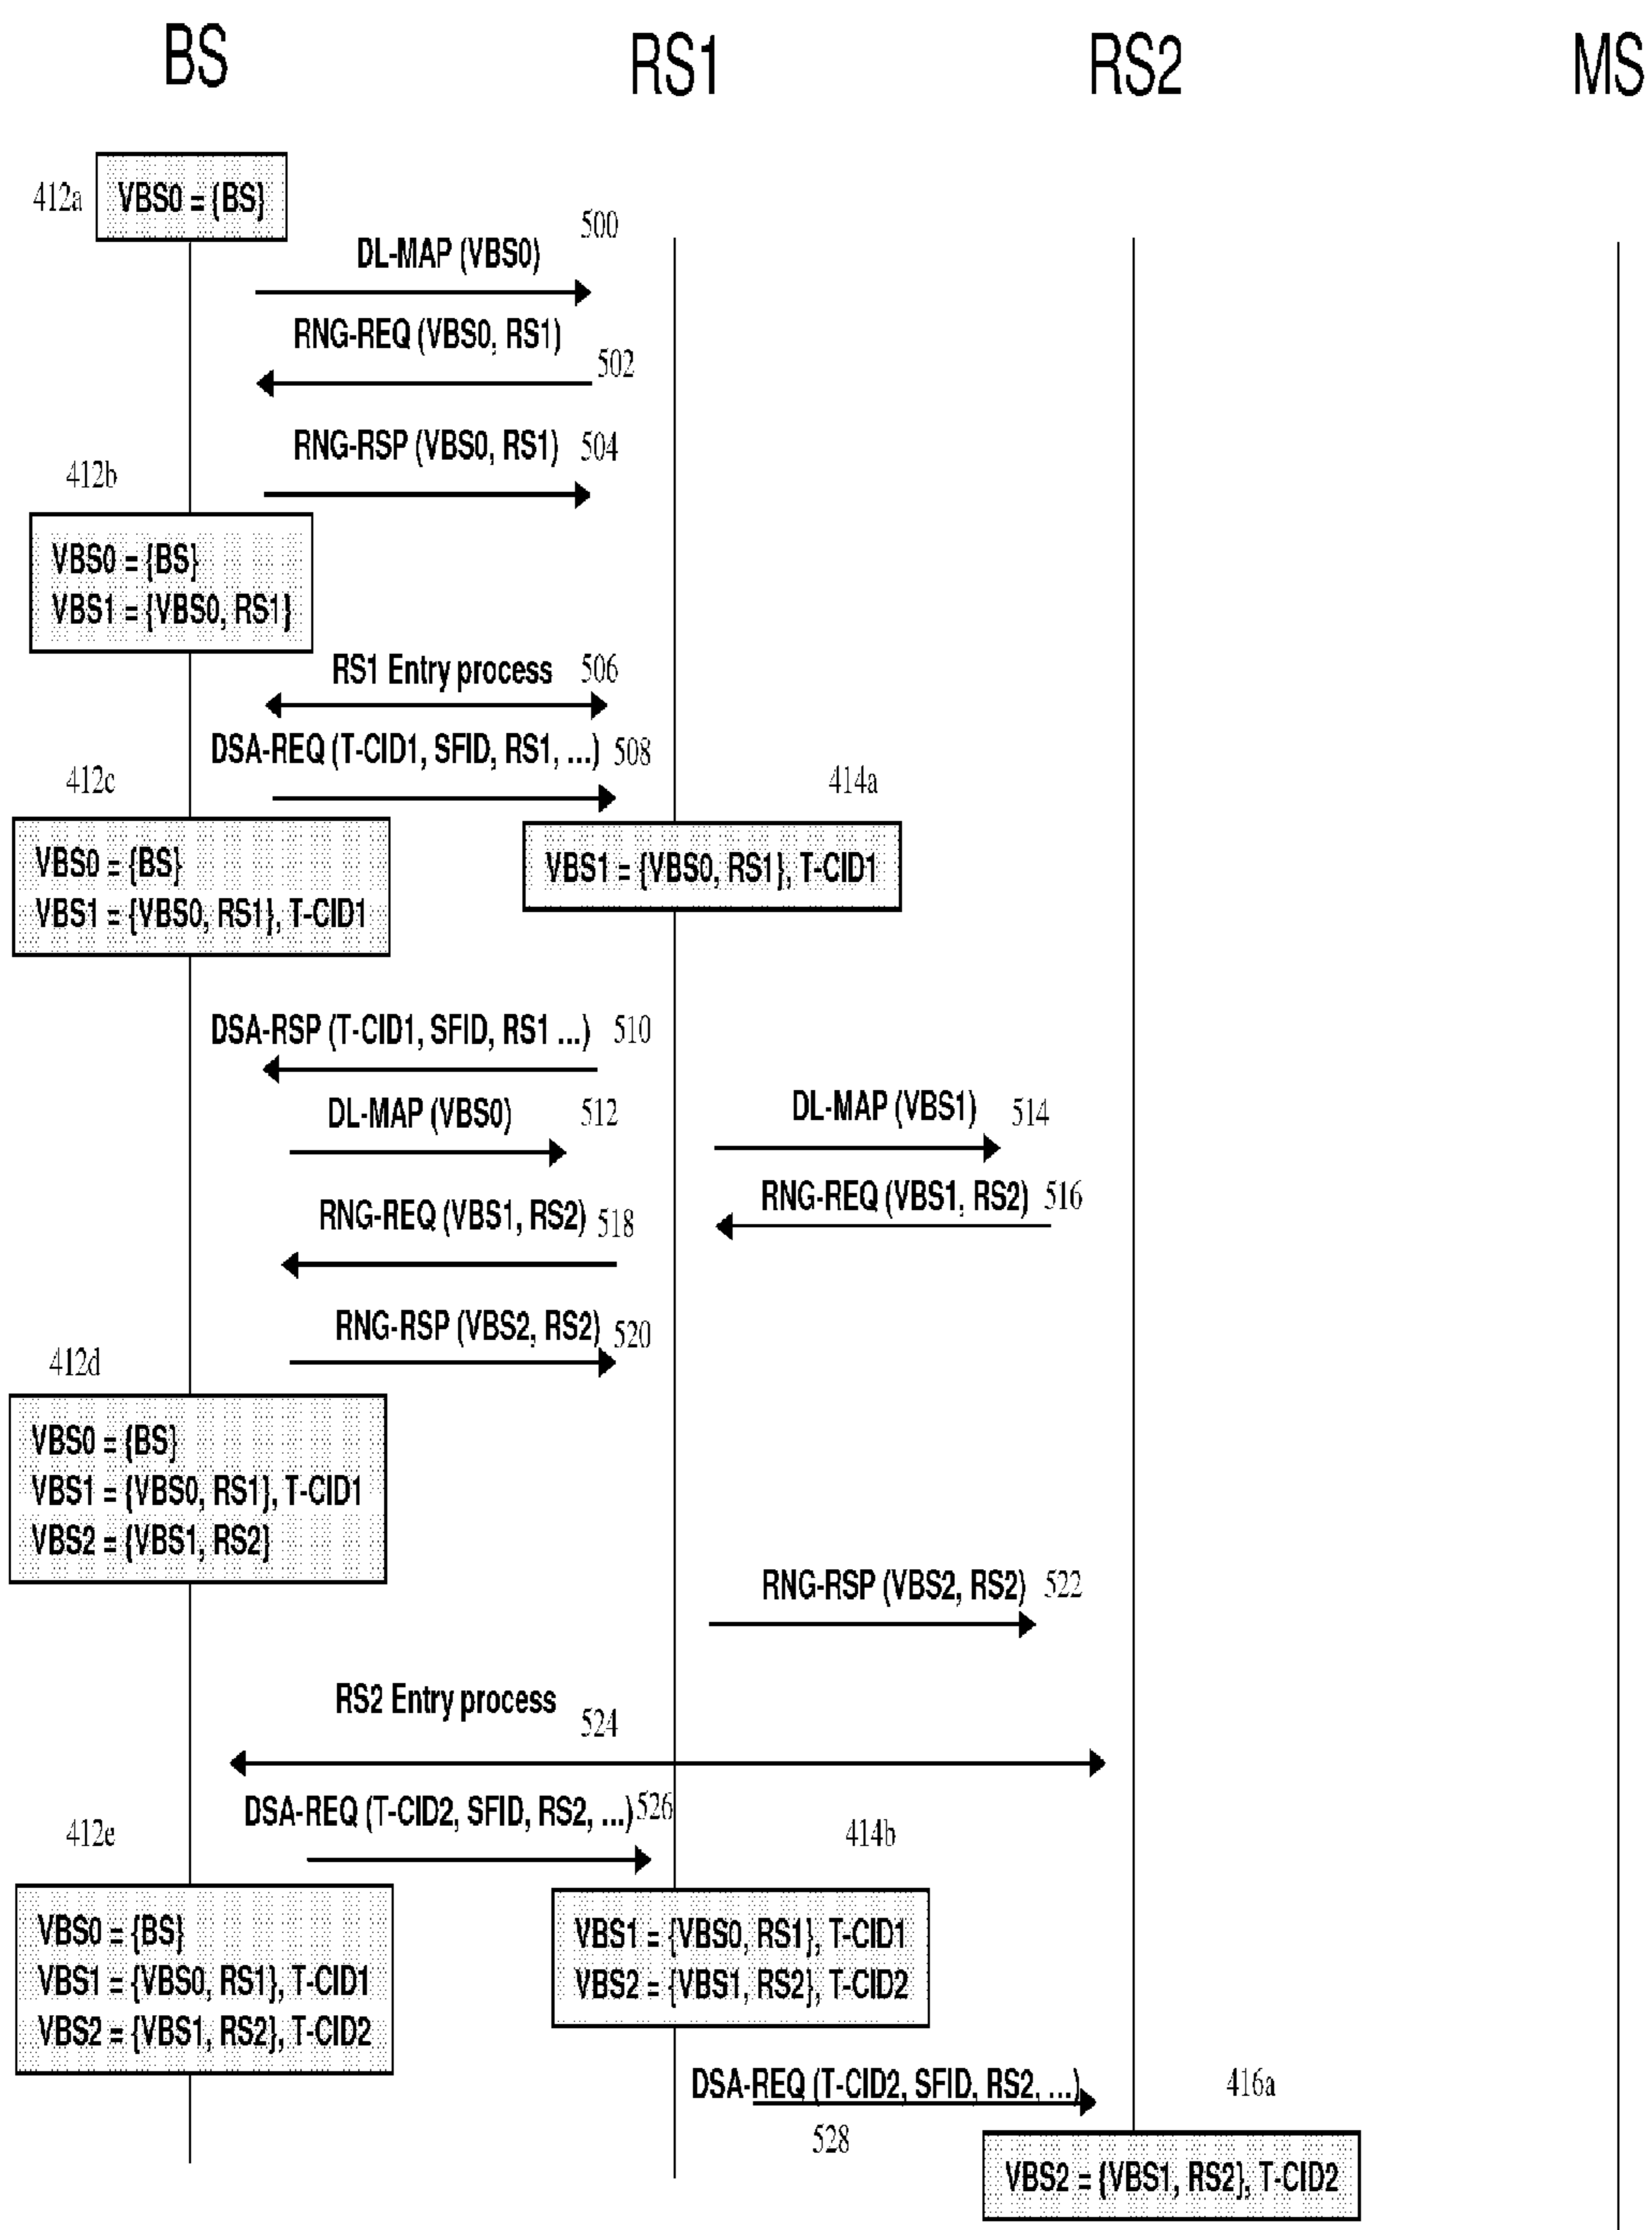 BS RS1 RS2 MS
412a VBS0 = {BS}
500
DL-MAP (VBS0)
RNG-REQ (VBS0, RS1)
502
RNG-RSP (VBS0, RS1) 504
412b
VBS0 = {BS}
VBS1 = {VBS0, RS1}
RS1 Entry process 506
DSA-REQ (T-CID1, SFID, RS1, ...) 508
412c 414a
VBS0 = {BS}
VBS1 = {VBS0, RS1}, T-CID1
VBS1 = {VBS0, RS1}, T-CID1
DSA-RSP (T-CID1, SFID, RS1 ...) 510
DL-MAP (VBS0) 512
DL-MAP (VBS1) 514
RNG-REQ (VBS1, RS2) 516
RNG-REQ (VBS1, RS2) 518
RNG-RSP (VBS2, RS2) 520
412d
VBS0 = {BS}
VBS1 = {VBS0, RS1}, T-CID1
VBS2 = {VBS1, RS2}
RNG-RSP (VBS2, RS2) 522
RS2 Entry process
524
DSA-REQ (T-CID2, SFID, RS2, ...) 526
412e 414b
VBS0 = {BS}
VBS1 = {VBS0, RS1}, T-CID1
VBS2 = {VBS1, RS2}, T-CID2
VBS1 = {VBS0, RS1}, T-CID1
VBS2 = {VBS1, RS2}, T-CID2
DSA-REQ (T-CID2, SFID, RS2, ...)
416a
528
VBS2 = {VBS1, RS2}, T-CID2